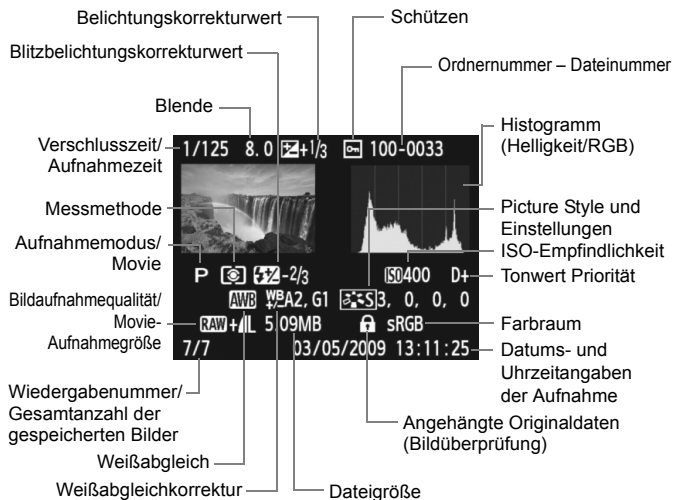 Belichtungskorrekturwert
Schützen
Blitzbelichtungskorrekturwert
Ordnernummer – Dateinummer
Blende
Verschlusszeit/
Aufnahmezeit
1/125 8.0 +1/3 100-0033
Histogramm
(Helligkeit/RGB)
Messmethode
Picture Style und
Einstellungen
Aufnahmemodus/
Movie
ISO-Empfindlichkeit
P -2/3 ISO400 D+
Tonwert Priorität
Bildaufnahmequalität/
Movie-
Aufnahmegröße
AWB WB+/-A2, G1 S3, 0, 0, 0
RAW+L 5.09MB sRGB
Farbraum
7/7 03/05/2009 13:11:25
Datums- und
Uhrzeitangaben
der Aufnahme
Wiedergabenummer/
Gesamtanzahl der
gespeicherten Bilder
Angehängte Originaldaten
(Bildüberprüfung)
Weißabgleich
Weißabgleichkorrektur
Dateigröße